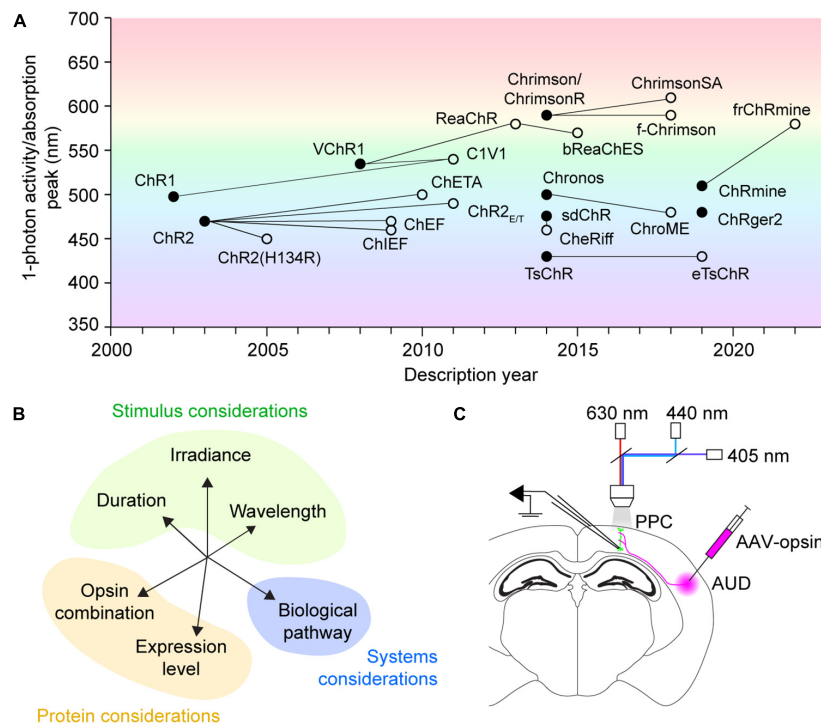 A
1-photon activity/absorption
peak (nm)
700
650
600
550
500
450
400
350
2000
2005
2010
2015
2020
Description year
ChR1
ChR2
ChR2(H134R)
VChR1
ChETA
ChEF
ChIEF
C1V1
ChR2E/T
ReaChR
Chrimson/
ChrimsonR
bReaChES
ChrimsonSA
f-Chrimson
Chronos
sdChR
CheRiff
TsChR
ChroME
eTsChR
frChRmine
ChRmine
ChRger2
B
Stimulus considerations
Irradiance
Duration
Wavelength
Opsin
combination
Expression
level
Biological
pathway
Systems
considerations
Protein considerations
C
630 nm
440 nm
405 nm
PPC
AAV-opsin
AUD